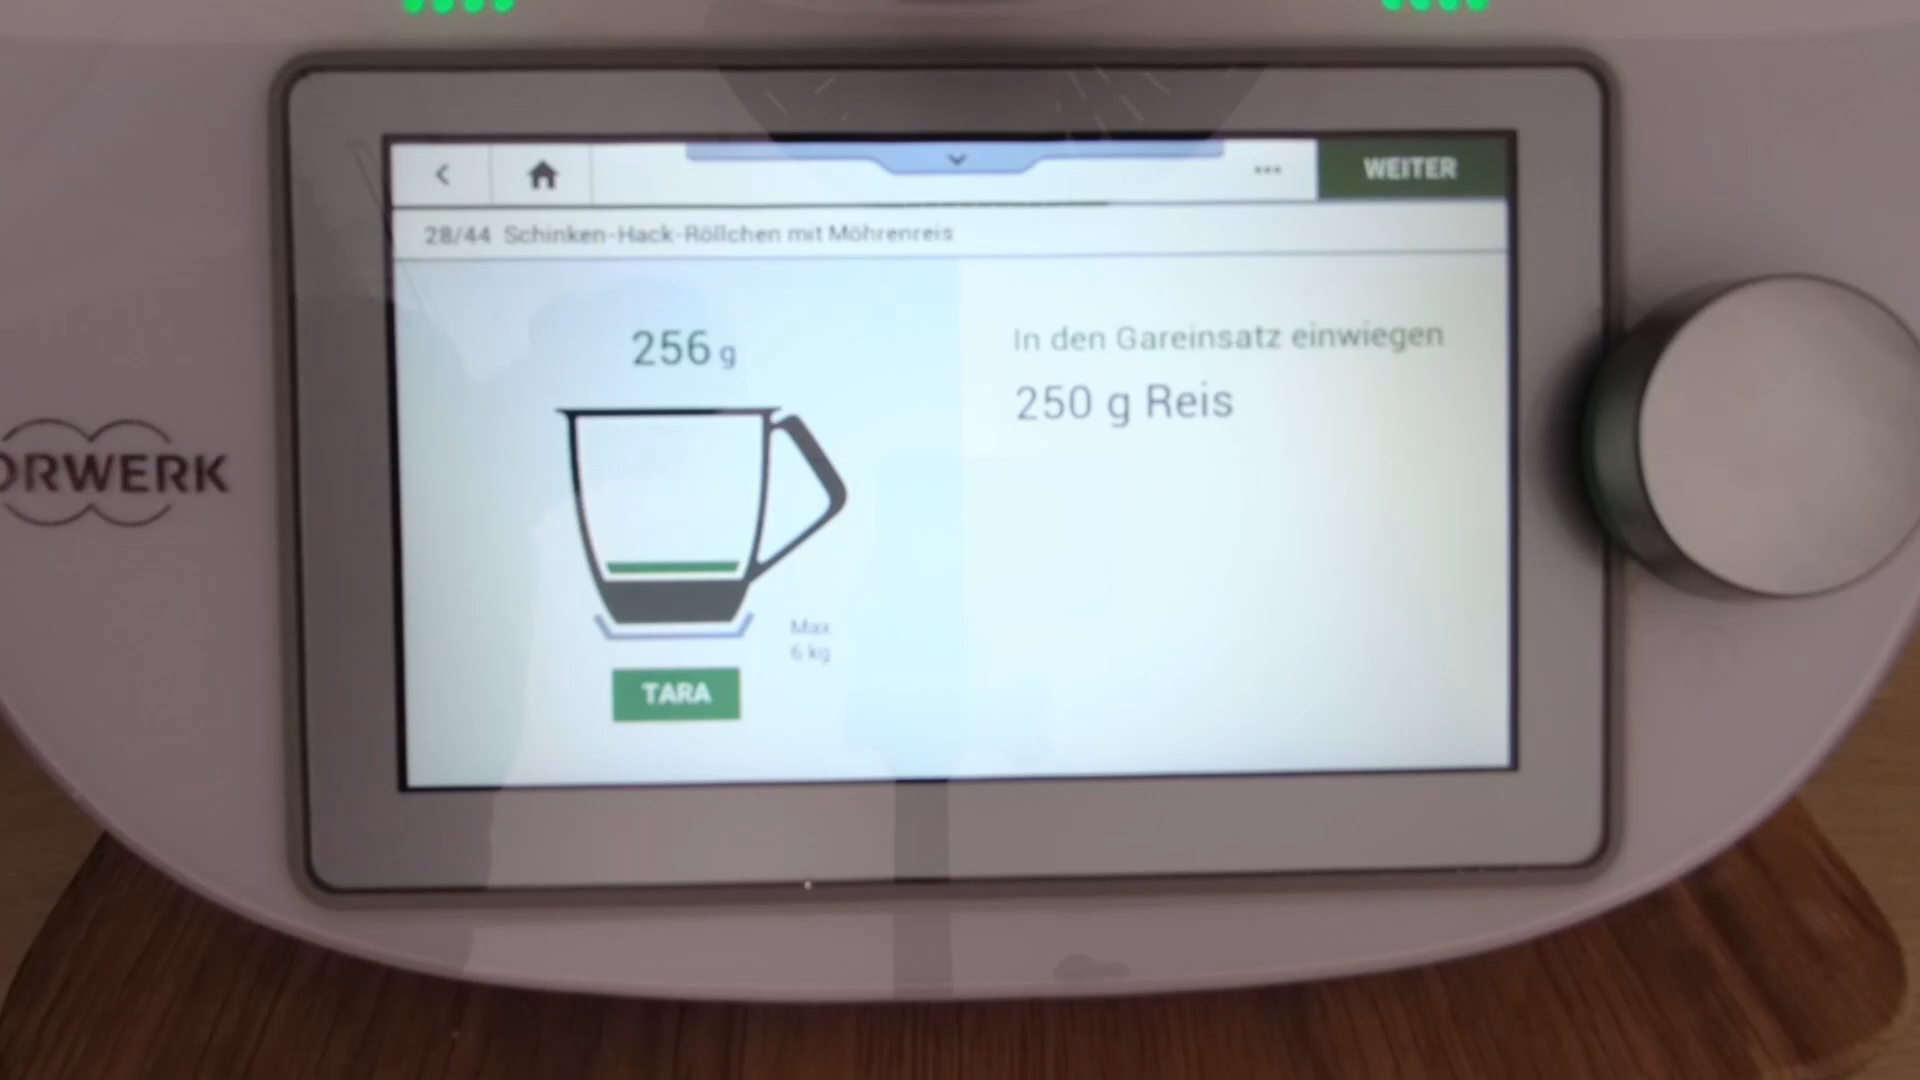 WEITER
28/44 Schinken-Hack-Röllchen mit Möhrenreis
256 g
In den Gareinsatz einwiegen
250 g Reis
ORWERK
Max
6 kg
TARA